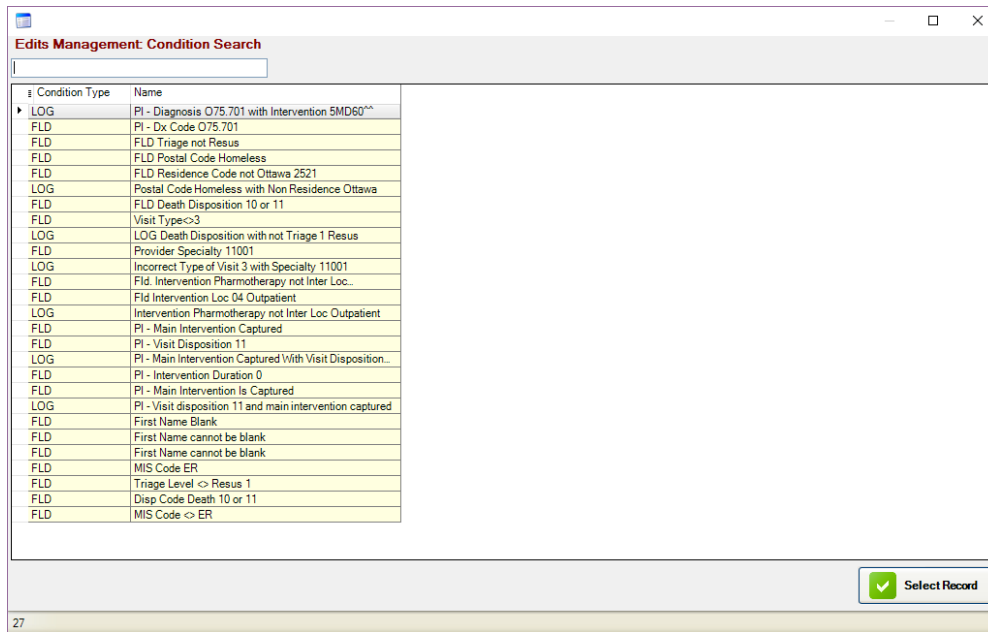 Edits Management: Condition Search
Condition Type Name
LOG PI - Diagnosis O75.701 with Intervention 5MD60^^
FLD PI - Dx Code O75.701
FLD FLD Triage not Resus
FLD FLD Postal Code Homeless
FLD FLD Residence Code not Ottawa 2521
LOG Postal Code Homeless with Non Residence Ottawa
FLD FLD Death Disposition 10 or 11
FLD Visit Type<>3
LOG LOG Death Disposition with not Triage 1 Resus
FLD Provider Specialty 11001
LOG Incorrect Type of Visit 3 with Specialty 11001
FLD Fld. Intervention Pharmotherapy not Inter Loc...
FLD Fld Intervention Loc 04 Outpatient
LOG Intervention Pharmotherapy not Inter Loc Outpatient
FLD PI - Main Intervention Captured
FLD PI - Visit Disposition 11
LOG PI - Main Intervention Captured With Visit Disposition...
FLD PI - Intervention Duration 0
FLD PI - Main Intervention Is Captured
LOG PI - Visit disposition 11 and main intervention captured
FLD First Name Blank
FLD First Name cannot be blank
FLD First Name cannot be blank
FLD MIS Code ER
FLD Triage Level <> Resus 1
FLD Disp Code Death 10 or 11
FLD MIS Code <> ER
Select Record
27